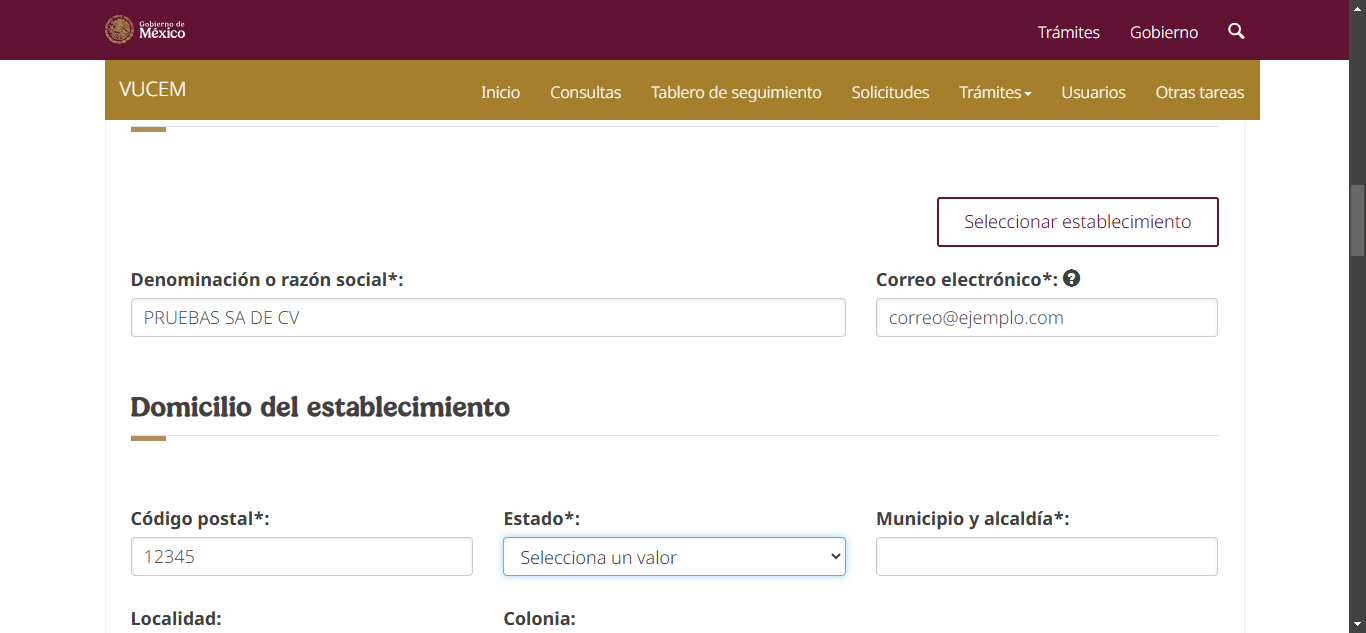 Gobierno de
México
Trámites Gobierno
VUCEM
Inicio Consultas Tablero de seguimiento Solicitudes Trámites Usuarios Otras tareas
Seleccionar establecimiento
Denominación o razón social*: Correo electrónico*: ?
PRUEBAS SA DE CV correo@ejemplo.com
Domicilio del establecimiento
Código postal*: Estado*: Municipio y alcaldía*:
12345 Selecciona un valor
Localidad: Colonia: